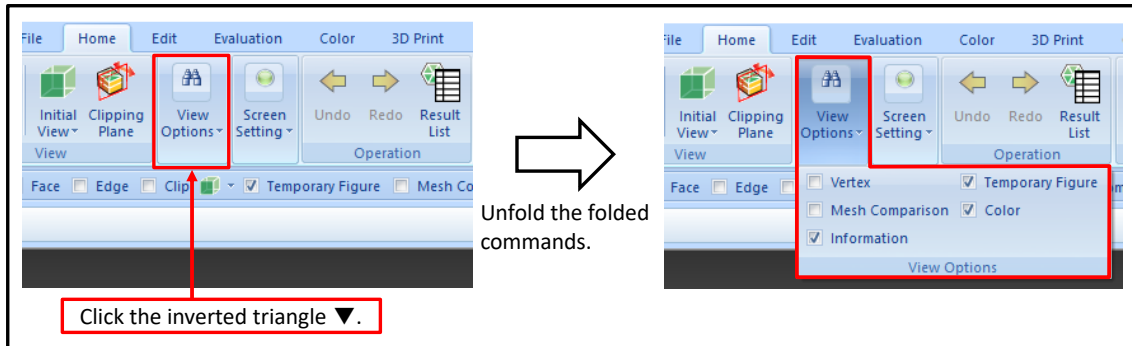 File Home Edit Evaluation Color 3D Print
Initial View Clipping Plane View Options Screen Setting Undo Redo Result List
View Operation
Face Edge Clip Temporary Figure Mesh Co
Click the inverted triangle ▼.
Unfold the folded
commands.
File Home Edit Evaluation Color 3D Print
Initial View Clipping Plane View Options Screen Setting Undo Redo Result List
View Operation
Face Edge
Vertex Temporary Figure
Mesh Comparison Color
Information
View Options